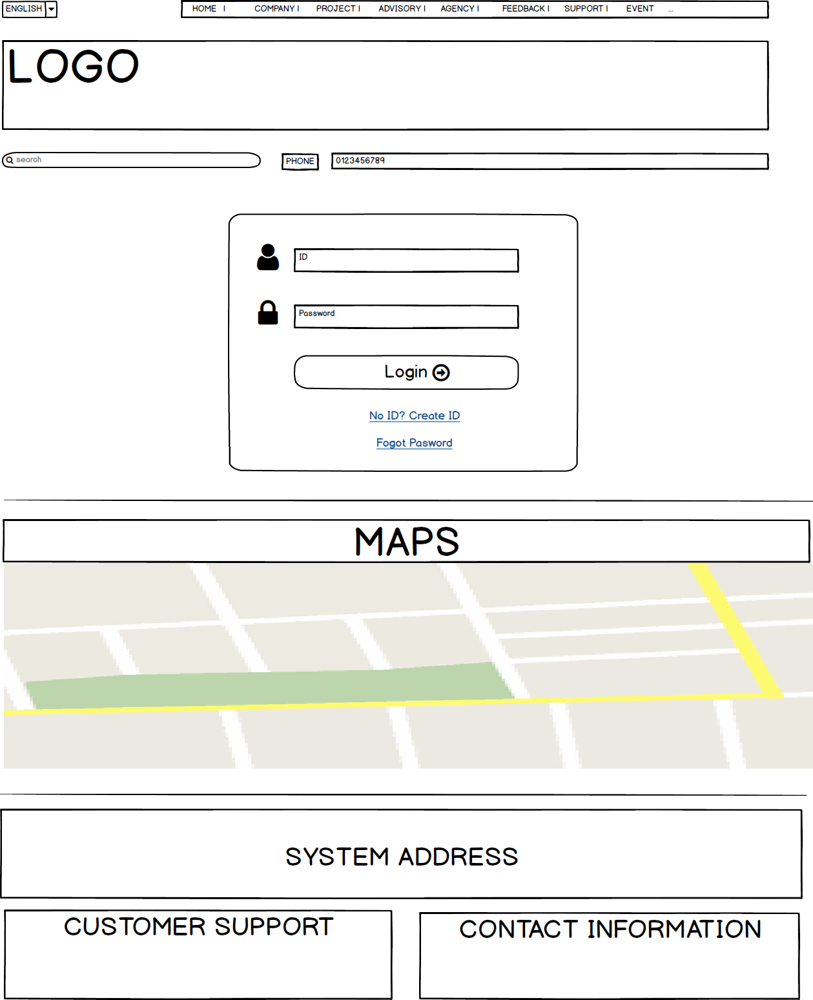 ENGLISH
HOME | COMPANY | PROJECT | ADVISORY | AGENCY | FEEDBACK | SUPPORT | EVENT ...
LOGO
search
PHONE
0123456789
ID
Password
Login
No ID? Create ID
Fogot Pasword
MAPS
SYSTEM ADDRESS
CUSTOMER SUPPORT
CONTACT INFORMATION